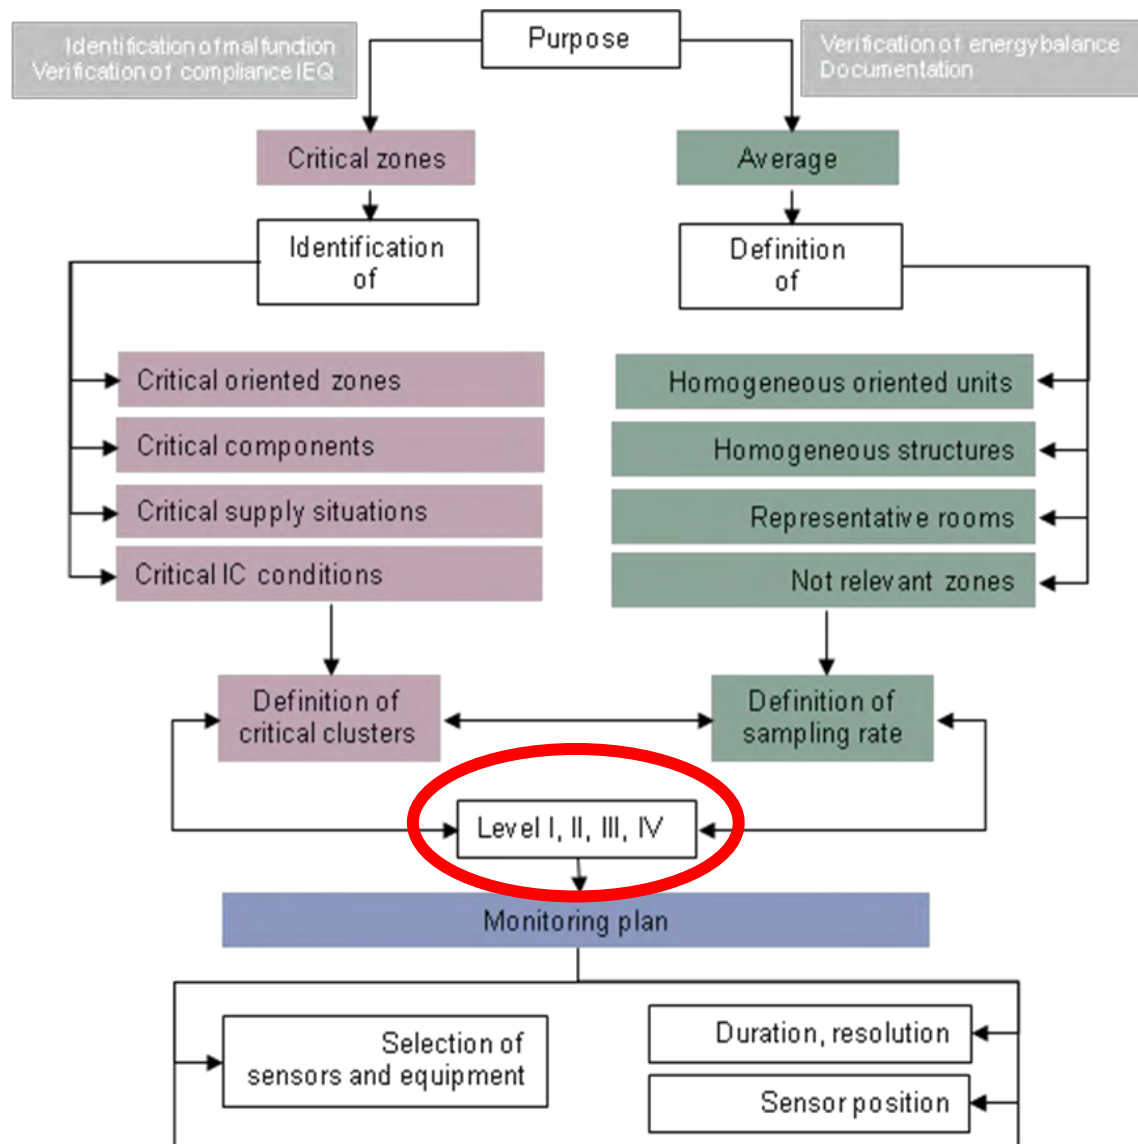 Purpose
Identification of malfunction
Verification of compliance IEQ
Verification of energy balance
Documentation
Critical zones
Average
Identification
of
Definition
of
Critical oriented zones
Critical components
Critical supply situations
Critical IC conditions
Homogeneous oriented units
Homogeneous structures
Representative rooms
Not relevant zones
Definition of
critical clusters
Definition of
sampling rate
Level I, II, III, IV
Monitoring plan
Selection of
sensors and equipment
Duration, resolution
Sensor position